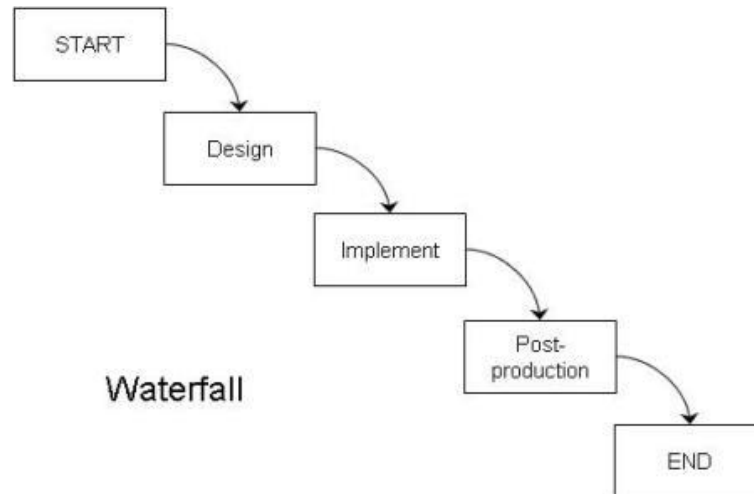 START
Design
Implement
Post-
production
Waterfall
END